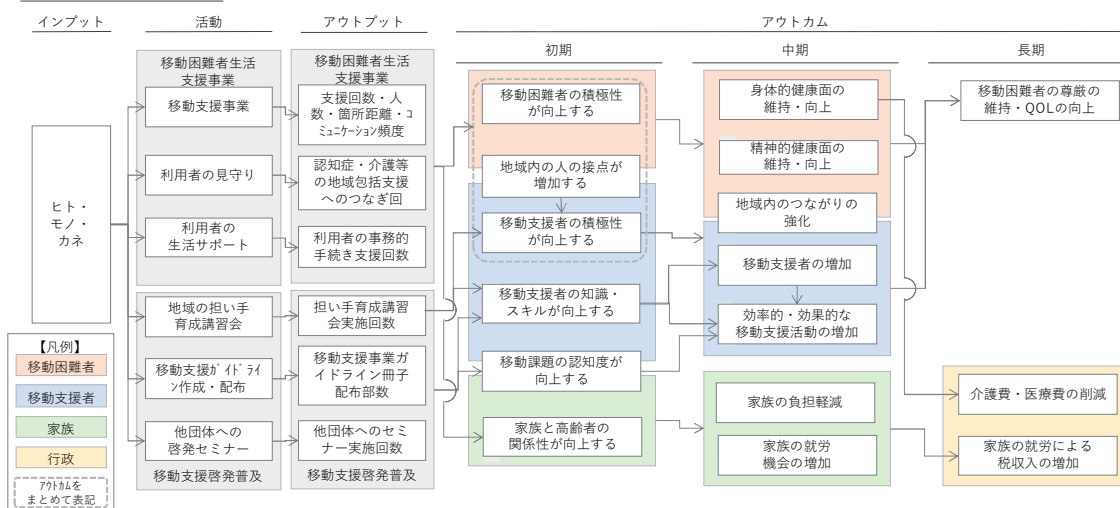 インプット
活動
アウトプット
アウトカム
初期
中期
長期
ヒト・
モノ・
カネ
移動困難者生活
支援事業
移動支援事業
利用者の見守り
利用者の
生活サポート
地域の担い手
育成講習会
移動支援ｶﾞｲﾄﾞﾗｲ
ン作成・配布
他団体への
啓発セミナー
移動支援啓発普及
移動困難者生活
支援事業
支援回数・人
数・箇所距離・ｺ
ﾐｭﾆｹｰｼｮﾝ頻度
認知症・介護等
の地域包括支援
へのつなぎ回
利用者の事務的
手続き支援回数
担い手育成講習
会実施回数
移動支援事業ガ
イドライン冊子
配布部数
他団体へのセミ
ナー実施回数
移動支援啓発普及
移動困難者の積極性
が向上する
地域内の人の接点が
増加する
移動支援者の積極性
が向上する
移動支援者の知識・
スキルが向上する
移動課題の認知度が
向上する
家族と高齢者の
関係性が向上する
身体的健康面の
維持・向上
精神的健康面の
維持・向上
地域内のつながりの
強化
移動支援者の増加
効率的・効果的な
移動支援活動の増加
家族の負担軽減
家族の就労
機会の増加
移動困難者の尊厳の
維持・QOLの向上
介護費・医療費の削減
家族の就労による
税収入の増加
【凡例】
移動困難者
移動支援者
家族
行政
ｱｳﾄｶﾑを
まとめて表記